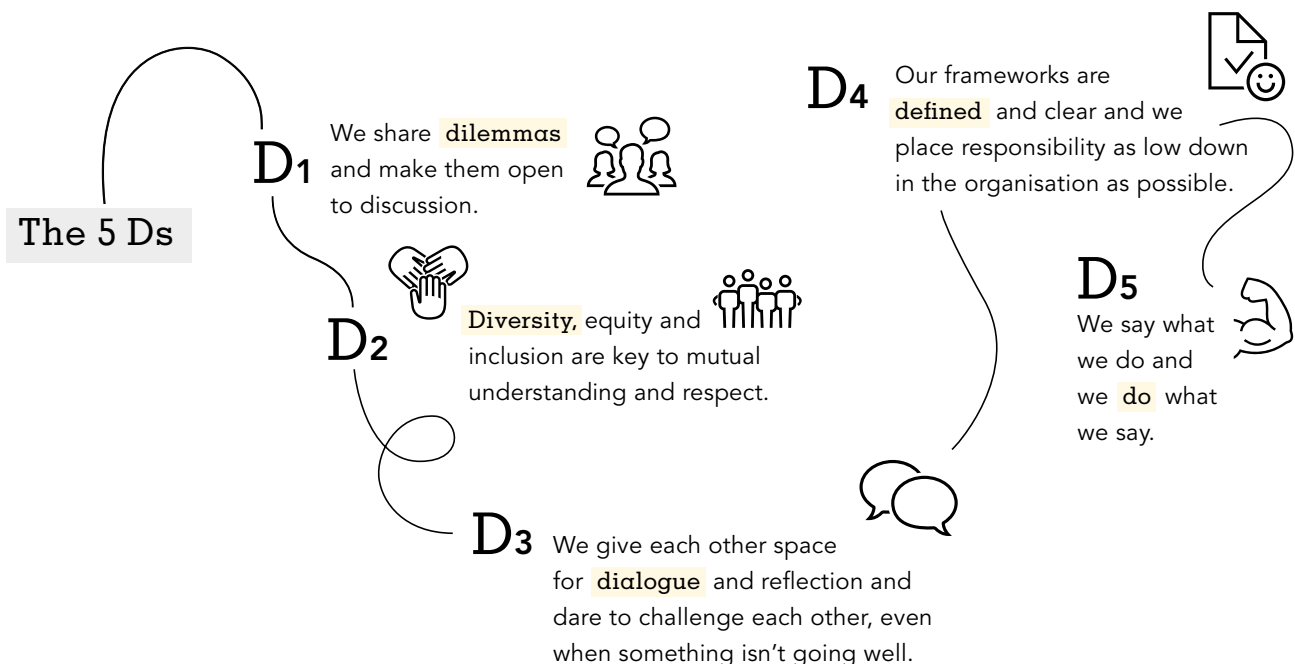 The 5 Ds
D1
We share dilemmas
and make them open
to discussion.
D2
Diversity, equity and
inclusion are key to mutual
understanding and respect.
D3
We give each other space
for dialogue and reflection and
dare to challenge each other, even
when something isn't going well.
D4
Our frameworks are
defined and clear and we
place responsibility as low down
in the organisation as possible.
D5
We say what
we do and
we do what
we say.